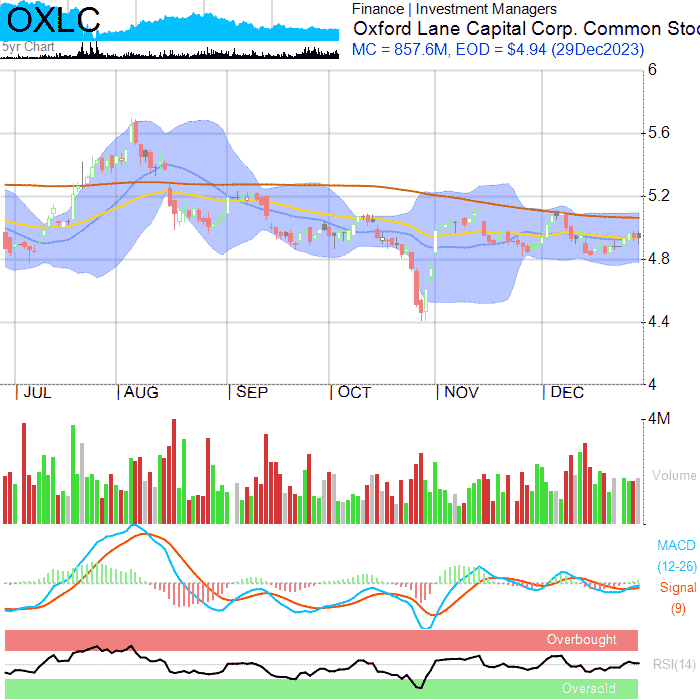 OXLC
5yr Chart
Finance | Investment Managers
Oxford Lane Capital Corp. Common Stoc
MC = 857.6M, EOD = $4.94 (29Dec2023)
6
5.6
5.2
4.8
4.4
4
JUL AUG SEP OCT NOV DEC
4M
Volume
MACD
(12-26)
Signal
(9)
Overbought
RSI(14)
Oversold